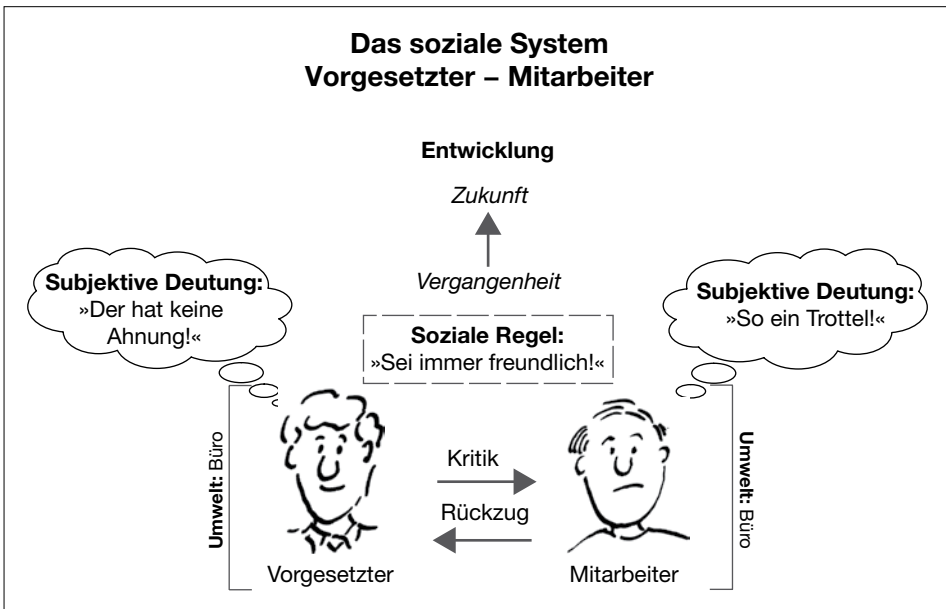 Das soziale System
Vorgesetzter – Mitarbeiter
Entwicklung
Zukunft
Vergangenheit
Subjektive Deutung:
»Der hat keine
Ahnung!«
Subjektive Deutung:
»So ein Trottel!«
Soziale Regel:
»Sei immer freundlich!«
Umwelt: Büro
Kritik
Rückzug
Umwelt: Büro
Vorgesetzter
Mitarbeiter